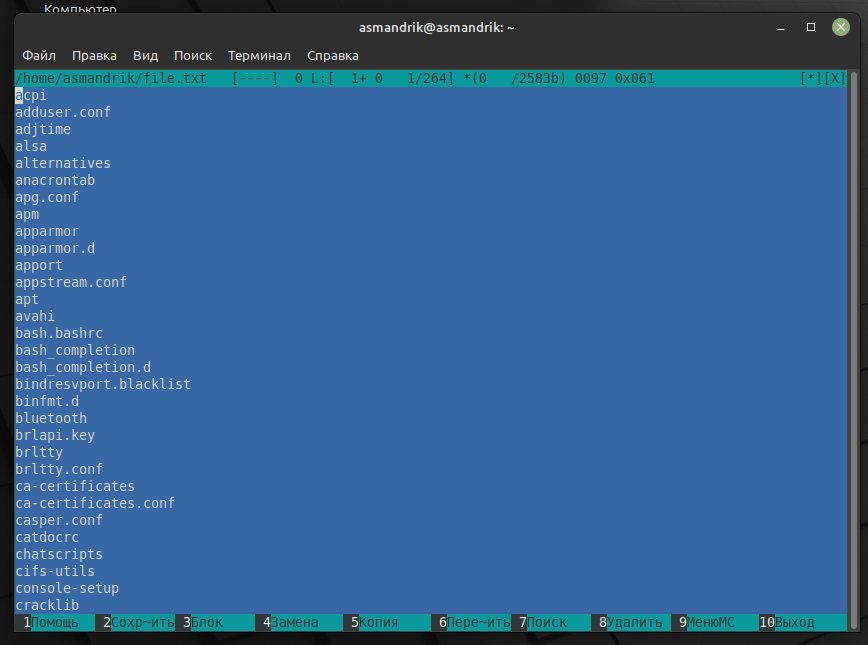 Компьютер
asmandrik@asmandrik: ~
Файл Правка Вид Поиск Терминал Справка
/home/asmandrik/file.txt [----] 0 L:[ 1+ 0 1/264] *(0 /2583b) 0097 0x061 [*][X]
acpi
adduser.conf
adjtime
alsa
alternatives
anacrontab
apg.conf
apm
apparmor
apparmor.d
apport
appstream.conf
apt
avahi
bash.bashrc
bash_completion
bash_completion.d
bindresvport.blacklist
binfmt.d
bluetooth
brlapi.key
brltty
brltty.conf
ca-certificates
ca-certificates.conf
casper.conf
catdocrc
chatscripts
cifs-utils
console-setup
cracklib
1Помощь 2Сохр~ить 3Блок 4Замена 5Копия 6Пере~ить 7Поиск 8Удалить 9МенюMC 10Выход